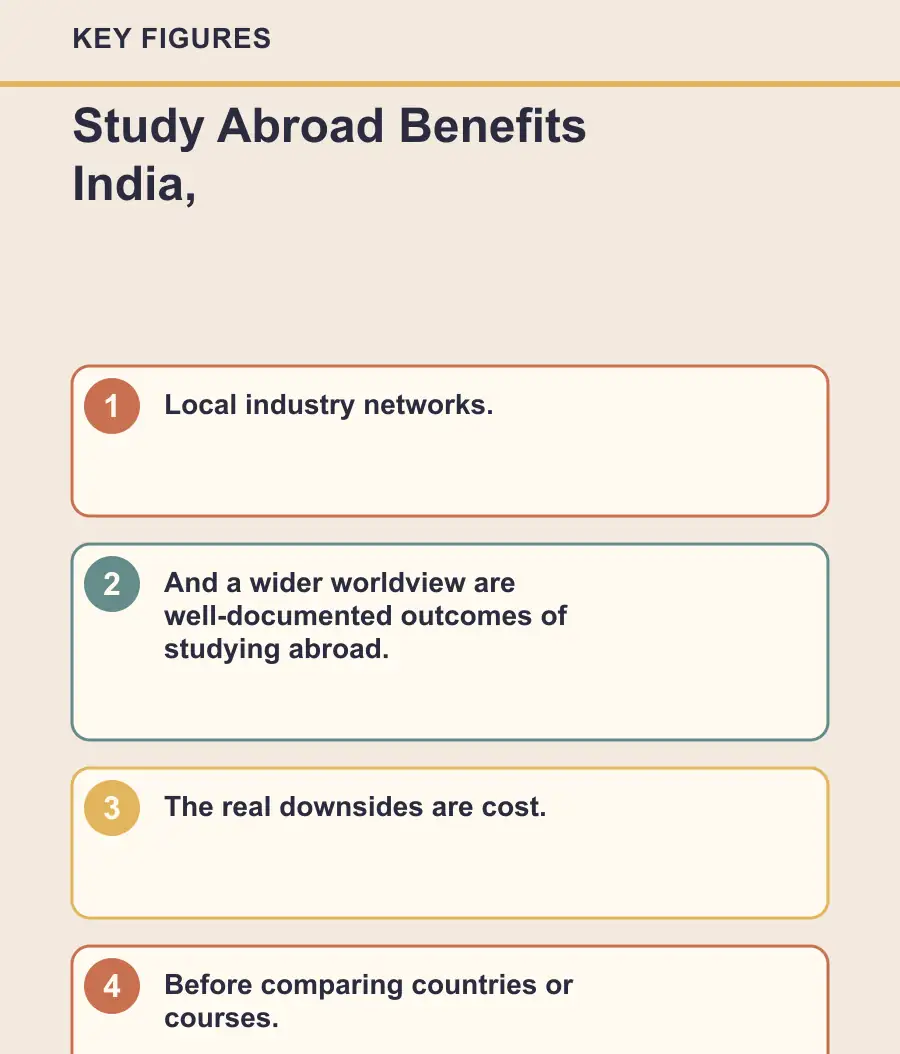 KEY FIGURES
Study Abroad Benefits
India,
1
Local industry networks.
2
And a wider worldview are
well-documented outcomes of
studying abroad.
3
The real downsides are cost.
4
Before comparing countries or
courses.